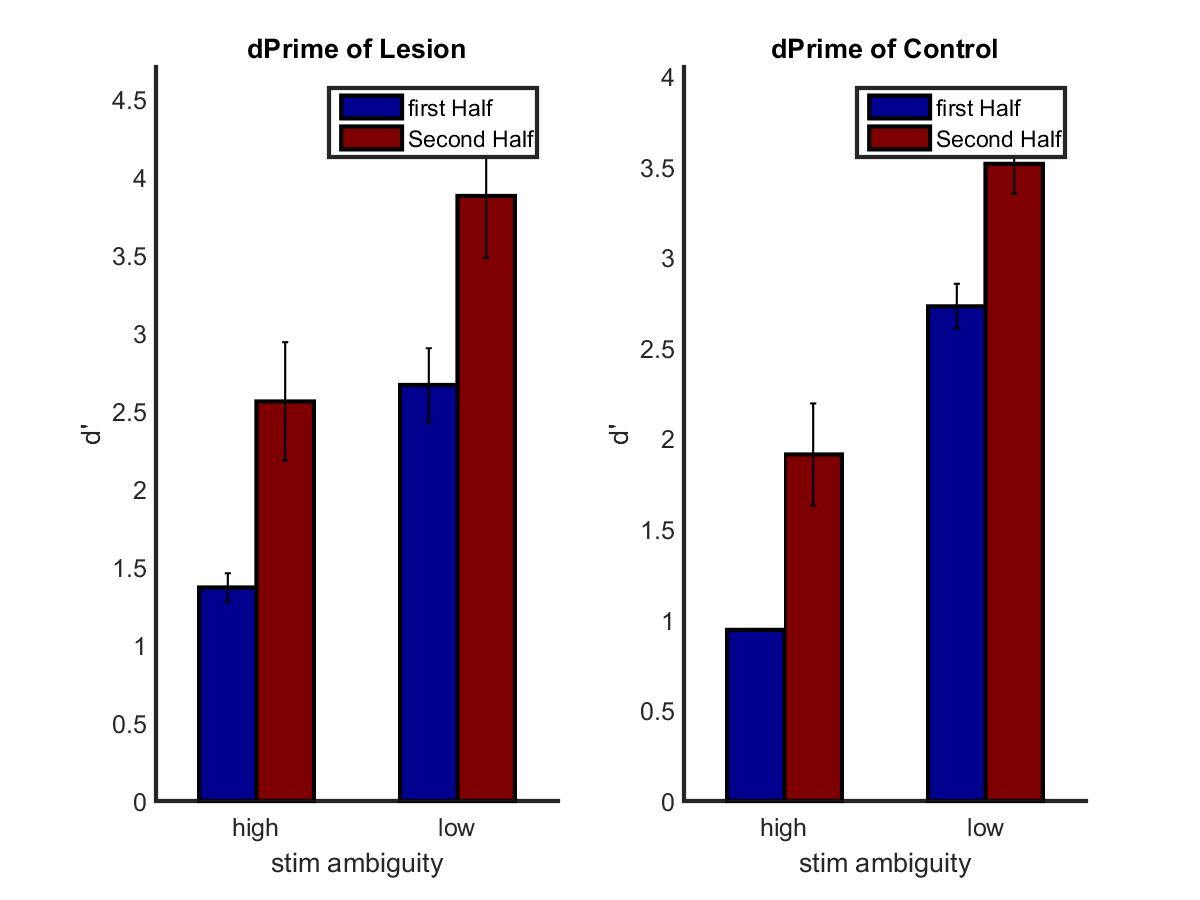 dPrime of Lesion
first Half
Second Half
4.5
4
3.5
3
2.5
2
1.5
1
0.5
0
d'
high
low
stim ambiguity
dPrime of Control
first Half
Second Half
4
3.5
3
2.5
2
1.5
1
0.5
0
d'
high
low
stim ambiguity